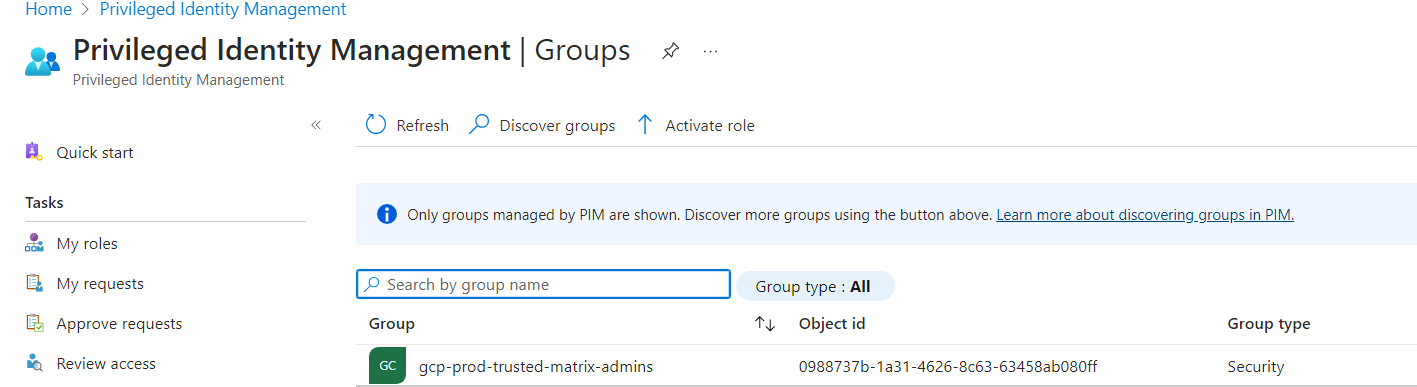 Home > Privileged Identity Management
Privileged Identity Management | Groups
Privileged Identity Management
«
Refresh Discover groups Activate role
Quick start
Only groups managed by PIM are shown. Discover more groups using the button above. Learn more about discovering groups in PIM.
Tasks
My roles
My requests
Approve requests
Review access
Search by group name
Group type : All
Group Object id Group type
GC gcp-prod-trusted-matrix-admins 0988737b-1a31-4626-8c63-63458ab080ff Security